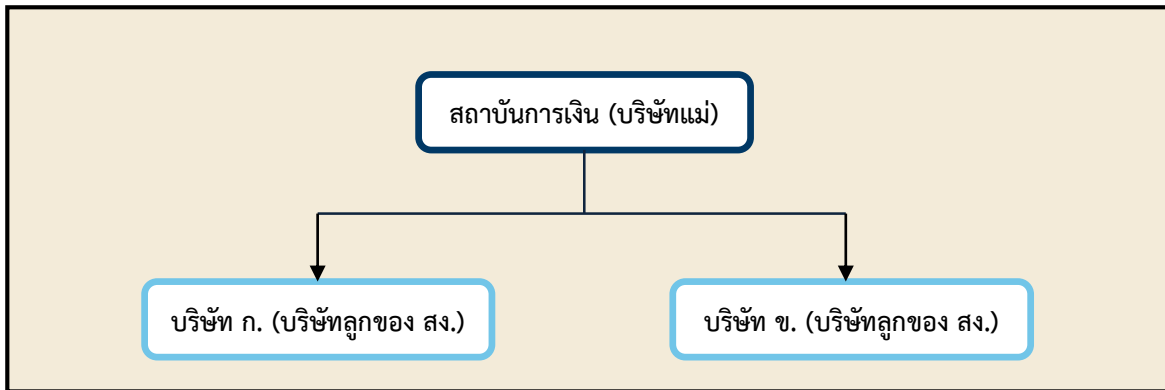 สถาบันการเงิน (บริษัทแม่)
บริษัท ก. (บริษัทลูกของ สง.)
บริษัท ข. (บริษัทลูกของ สง.)